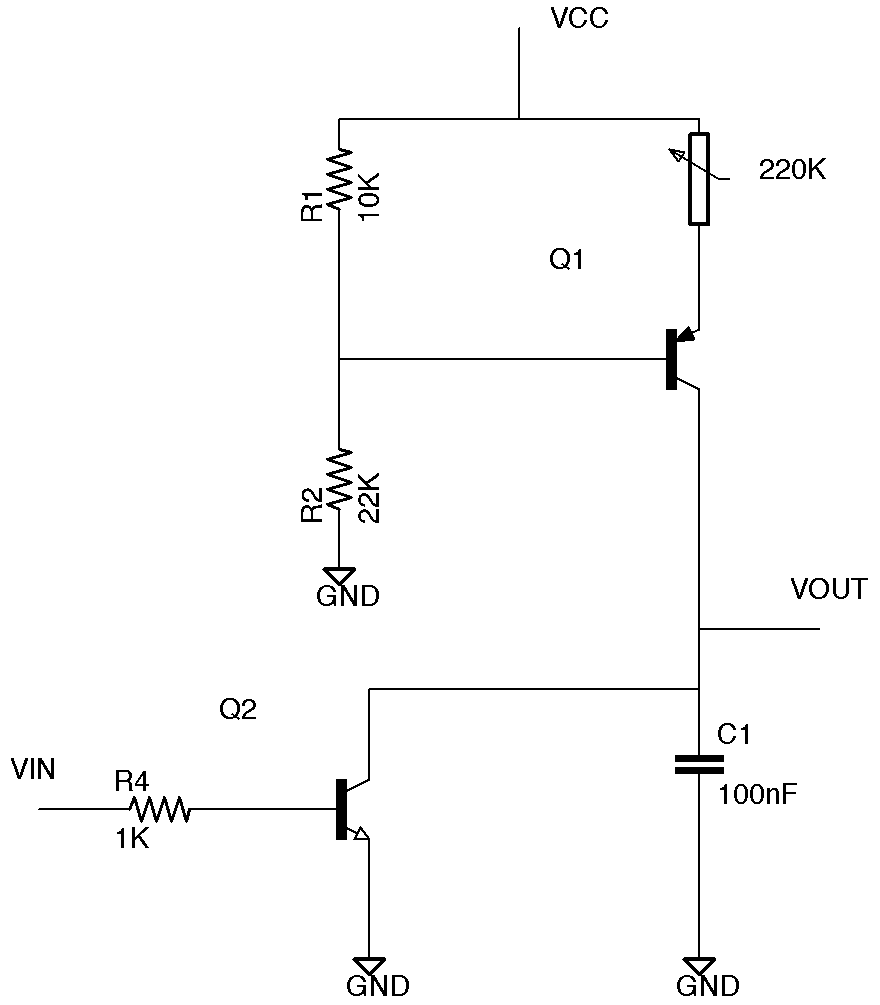 VCC
220K
R1
10K
Q1
R2
22K
GND
VOUT
Q2
C1
VIN
R4
100nF
1K
GND
GND